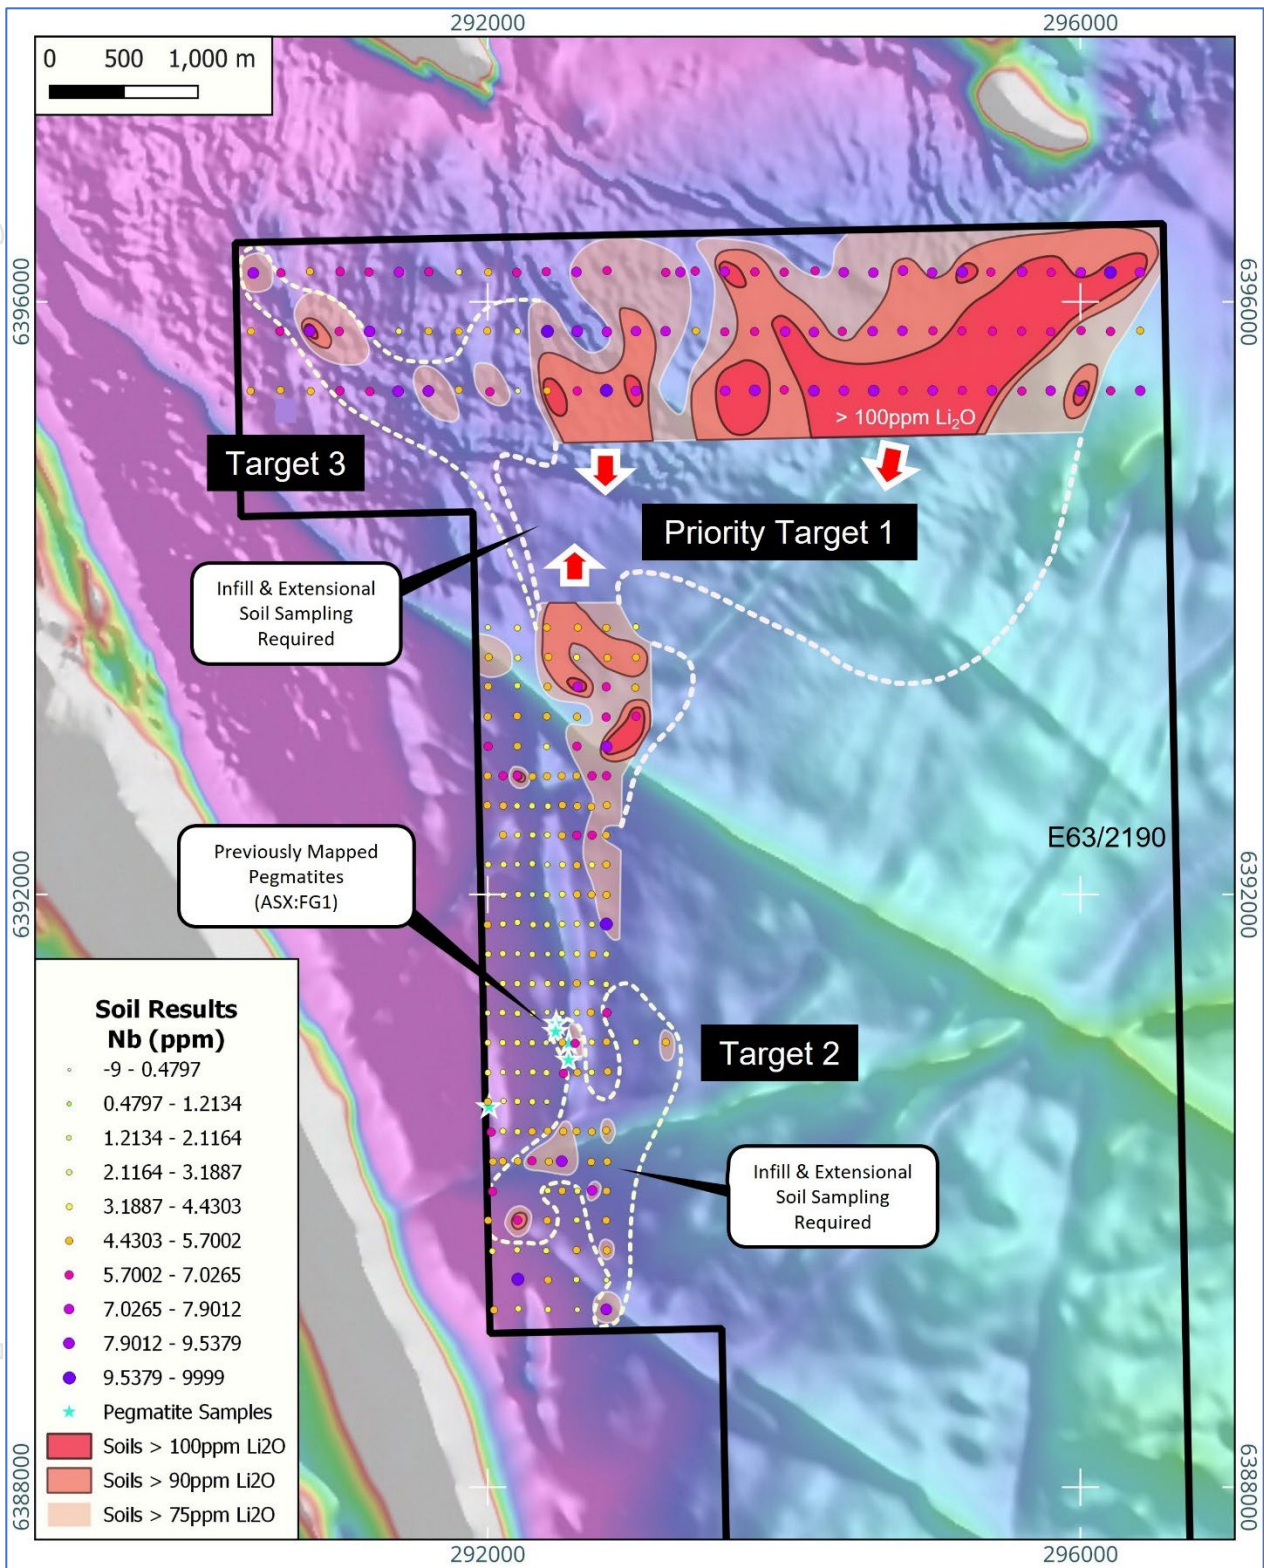 292000
296000
0 500 1,000 m
6396000
6396000
> 100ppm Li₂O
Target 3
Priority Target 1
Infill & Extensional
Soil Sampling
Required
E63/2190
Previously Mapped
Pegmatites
(ASX:FG1)
6392000
6392000
Target 2
Infill & Extensional
Soil Sampling
Required
Soil Results
Nb (ppm)
-9 - 0.4797
0.4797 - 1.2134
1.2134 - 2.1164
2.1164 - 3.1887
3.1887 - 4.4303
4.4303 - 5.7002
5.7002 - 7.0265
7.0265 - 7.9012
7.9012 - 9.5379
9.5379 - 9999
Pegmatite Samples
Soils > 100ppm Li2O
Soils > 90ppm Li2O
Soils > 75ppm Li2O
6388000
6388000
292000
296000